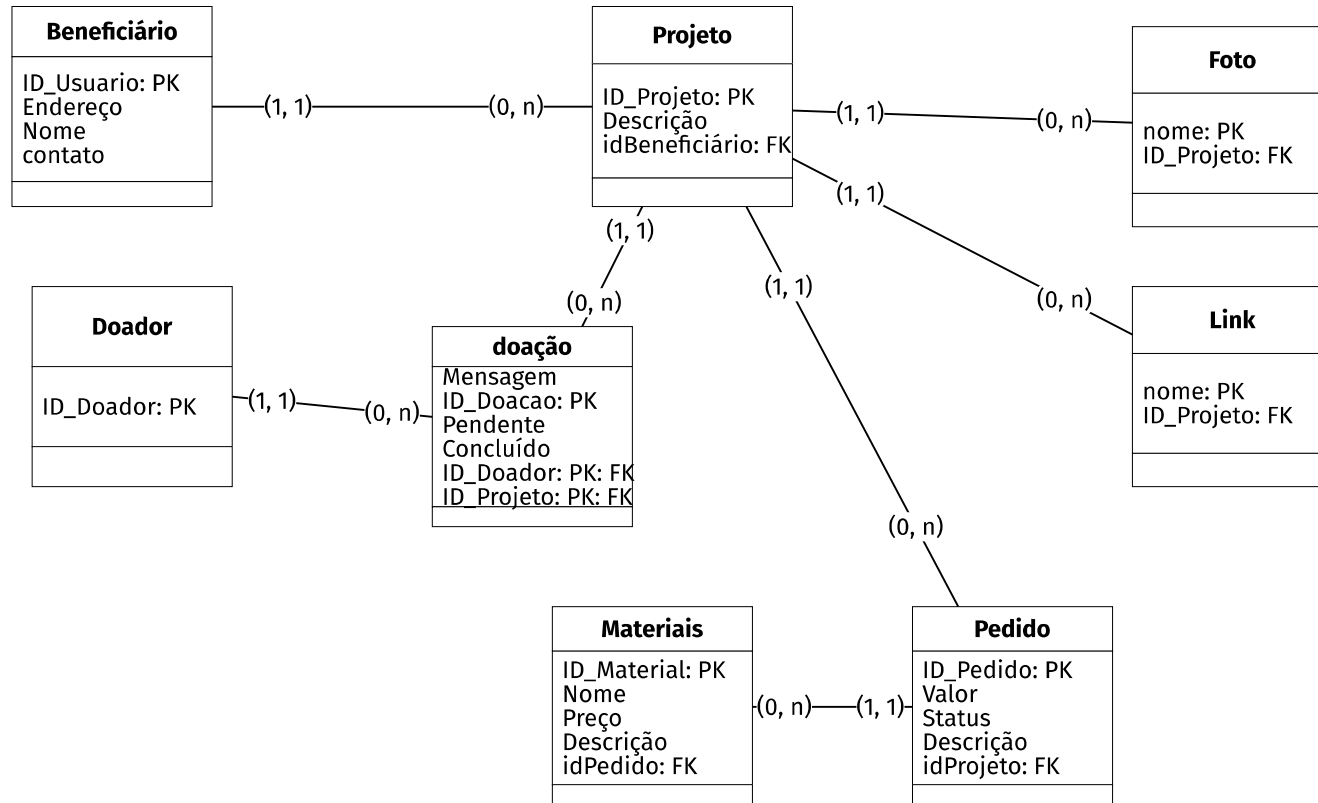 Beneficiário
ID_Usuario: PK
Endereço
Nome
contato
(1, 1)
(0, n)
Projeto
ID_Projeto: PK
Descrição
idBeneficiário: FK
(1, 1)
(0, n)
Foto
nome: PK
ID_Projeto: FK
(1, 1)
(0, n)
Link
nome: PK
ID_Projeto: FK
(1, 1)
(0, n)
Doador
ID_Doador: PK
(1, 1)
(0, n)
doação
Mensagem
ID_Doacao: PK
Pendente
Concluído
ID_Doador: PK: FK
ID_Projeto: PK: FK
(1, 1)
(0, n)
Materiais
ID_Material: PK
Nome
Preço
Descrição
idPedido: FK
(0, n)
(1, 1)
Pedido
ID_Pedido: PK
Valor
Status
Descrição
idProjeto: FK